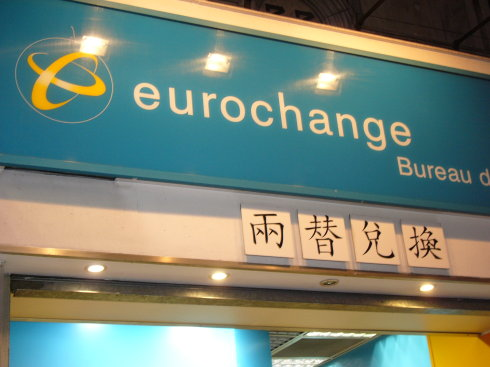 eurochange
Bureau d
兩替兌換